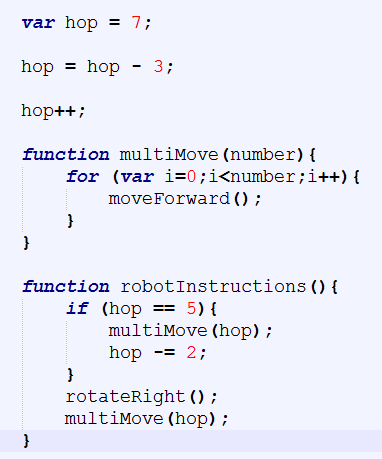 var hop = 7;
hop = hop - 3;
hop++;
function multiMove(number){
for (var i=0;i<number;i++){
moveForward();
}
}
function robotInstructions(){
if (hop == 5){
multiMove(hop);
hop -= 2;
}
rotateRight();
multiMove(hop);
}